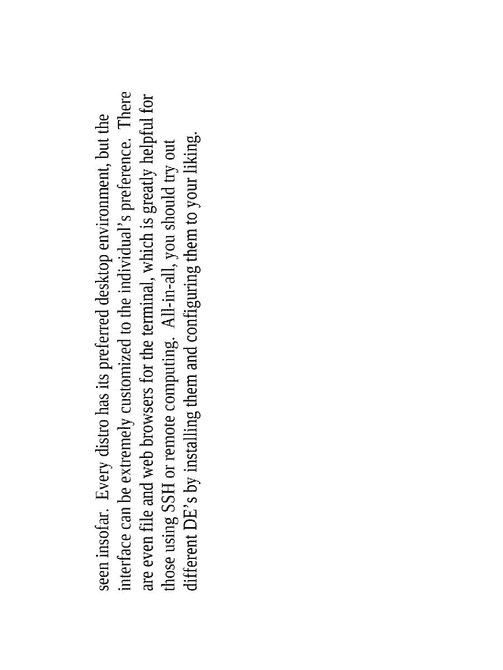 seen insofar.  Every distro has its preferred desktop environment, but the
interface can be extremely customized to the individual’s preference.  There
are even file and web browsers for the terminal, which is greatly helpful for
those using SSH or remote computing.  All-in-all, you should try out
different DE’s by installing them and configuring them to your liking.